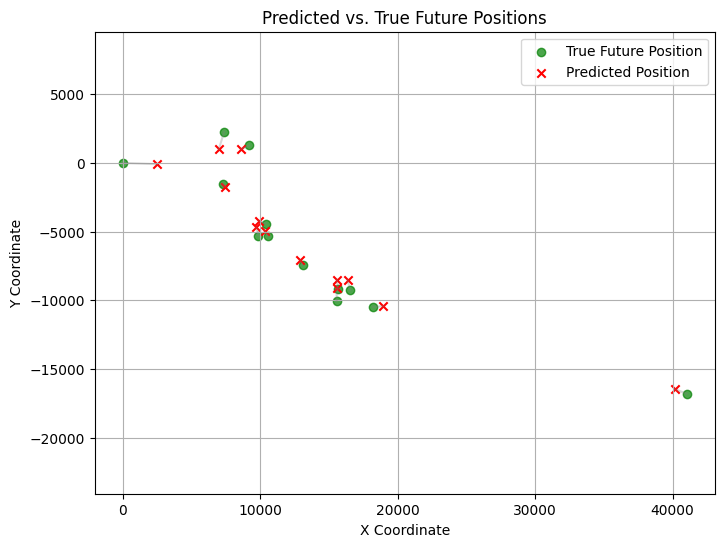 Predicted vs. True Future Positions
True Future Position
Predicted Position
Y Coordinate
5000
0
−5000
−10000
−15000
−20000
0
10000
20000
30000
40000
X Coordinate